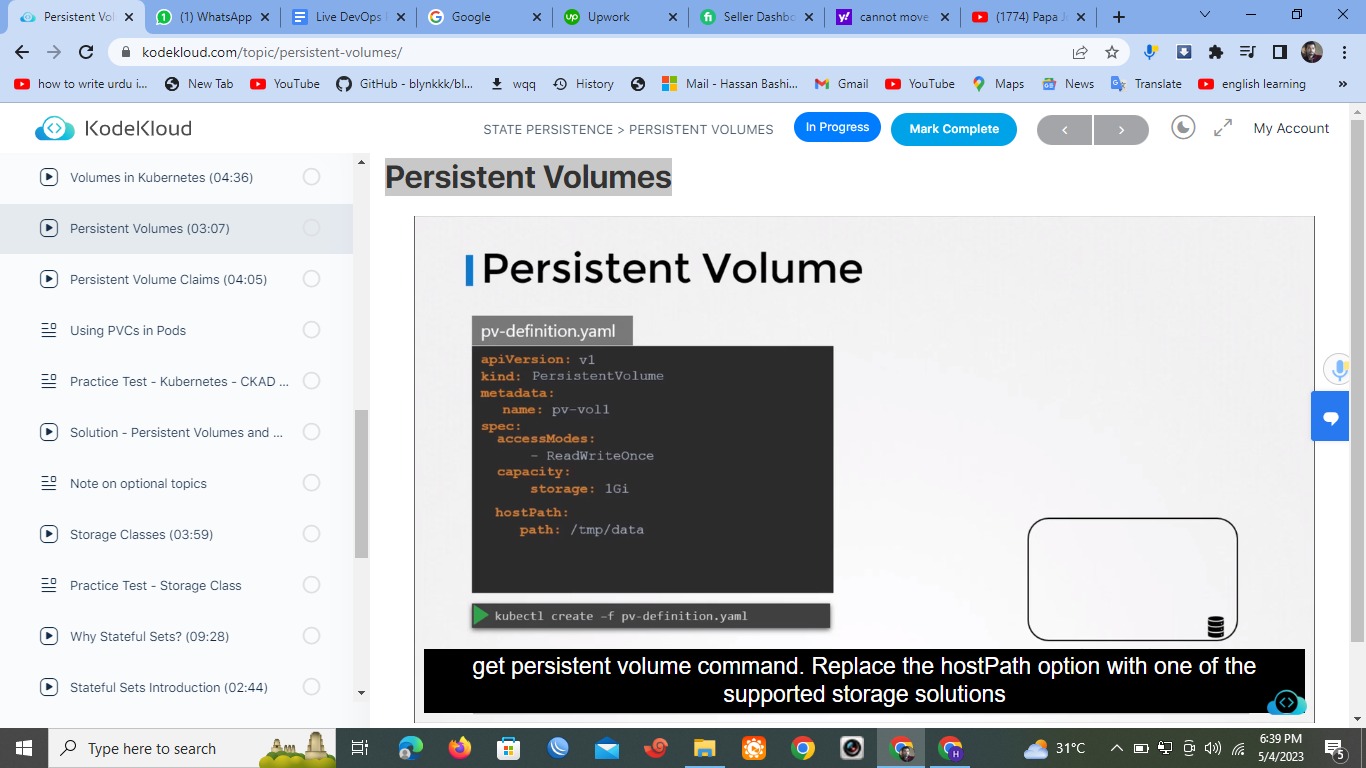 Persistent Vol
(1) WhatsApp
Live DevOps
Google
Upwork
Seller Dashbo
cannot move
(1774) Papa J
kodekloud.com/topic/persistent-volumes/
how to write urdu i...
New Tab
YouTube
GitHub - blynkkk/bl...
wqq
History
Mail - Hassan Bashi...
Gmail
YouTube
Maps
News
Translate
english learning
»
KodeKloud
STATE PERSISTENCE > PERSISTENT VOLUMES
In Progress
Mark Complete
My Account
Volumes in Kubernetes (04:36)
Persistent Volumes (03:07)
Persistent Volume Claims (04:05)
Using PVCs in Pods
Practice Test - Kubernetes - CKAD ...
Solution - Persistent Volumes and ...
Note on optional topics
Storage Classes (03:59)
Practice Test - Storage Class
Why Stateful Sets? (09:28)
Stateful Sets Introduction (02:44)
Persistent Volumes
Persistent Volume
pv-definition.yaml
apiVersion: v1
kind: PersistentVolume
metadata:
name: pv-vol1
spec:
accessModes:
- ReadWriteOnce
capacity:
storage: 1Gi
hostPath:
path: /tmp/data
kubectl create –f pv-definition.yaml
get persistent volume command. Replace the hostPath option with one of the
supported storage solutions
Type here to search
31°C
6:39 PM
5/4/2023
5